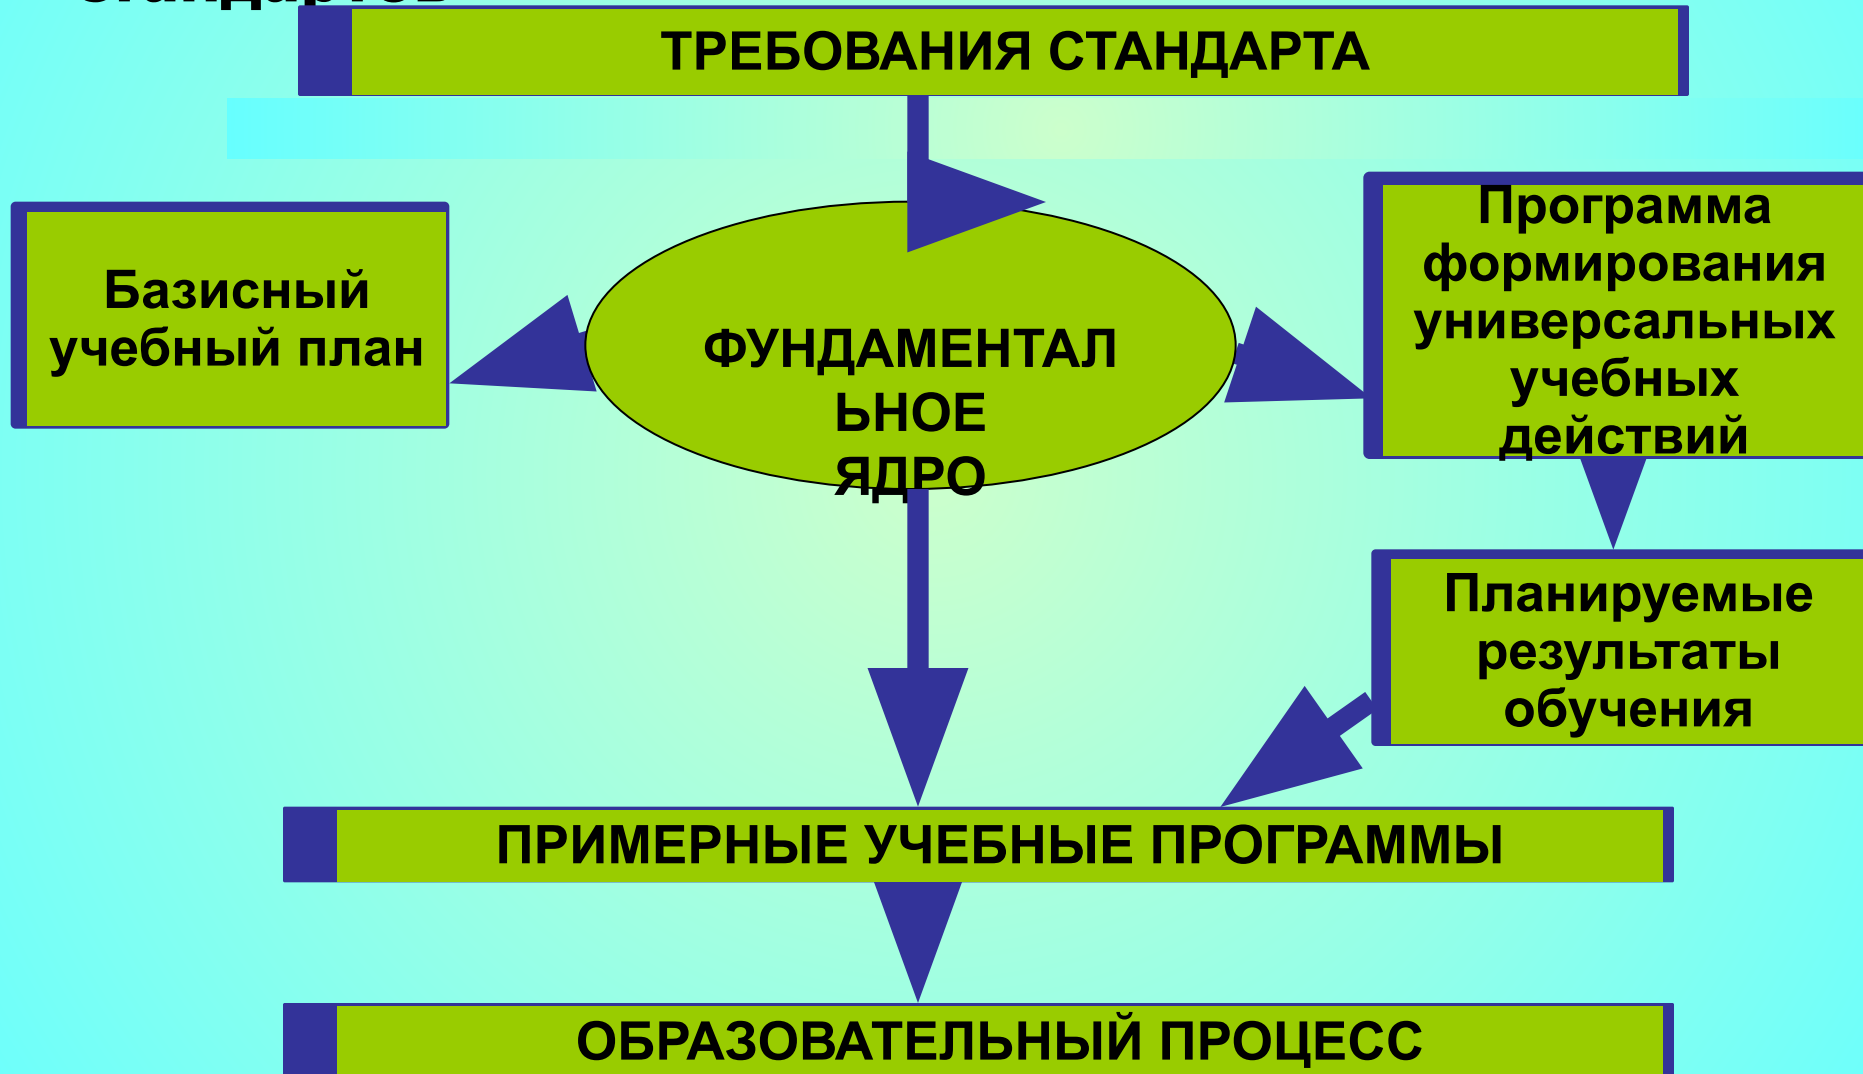 ТРЕБОВАНИЯ СТАНДАРТА
Базисный
учебный план
ФУНДАМЕНТАЛ
ЬНОЕ
ЯДРО
Программа
формирования
универсальных
учебных
действий
Планируемые
результаты
обучения
ПРИМЕРНЫЕ УЧЕБНЫЕ ПРОГРАММЫ
ОБРАЗОВАТЕЛЬНЫЙ ПРОЦЕСС